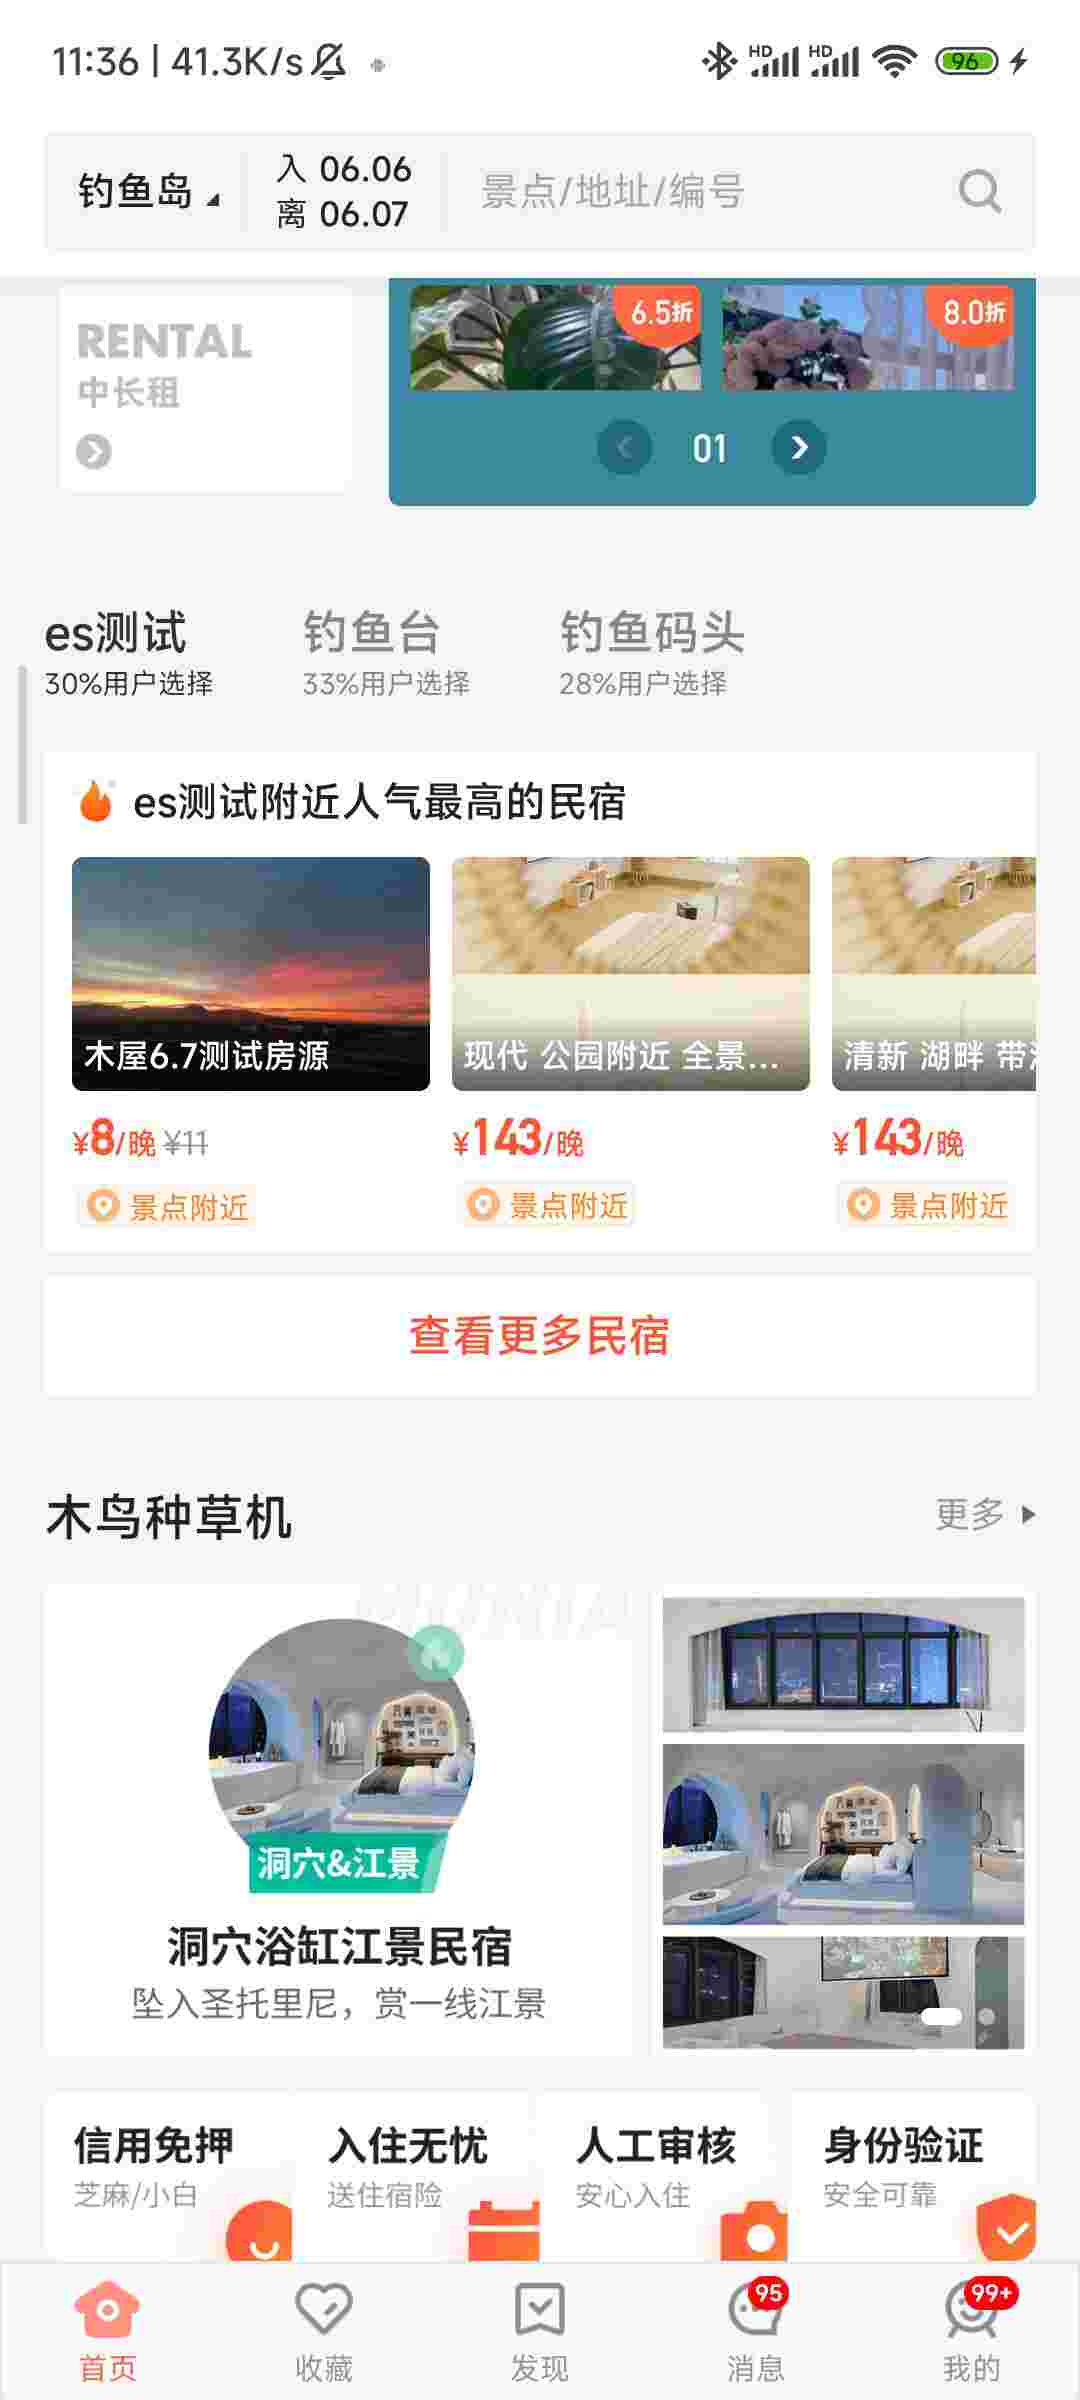 11:36 | 41.3K/s
HD HD 96
钓鱼岛
入 06.06
离 06.07
景点/地址/编号
RENTAL
中长租
6.5折
8.0折
01
es测试
钓鱼台
钓鱼码头
30%用户选择
33%用户选择
28%用户选择
es测试附近人气最高的民宿
木屋6.7测试房源
现代 公园附近 全景...
清新 湖畔 带
¥8/晚 ¥11
¥143/晚
¥143/晚
景点附近
景点附近
景点附近
查看更多民宿
木鸟种草机
更多
洞穴&江景
洞穴浴缸江景民宿
坠入圣托里尼，赏一线江景
信用免押
入住无忧
人工审核
身份验证
芝麻/小白
送住宿险
安心入住
安全可靠
95
99+
首页
收藏
发现
消息
我的